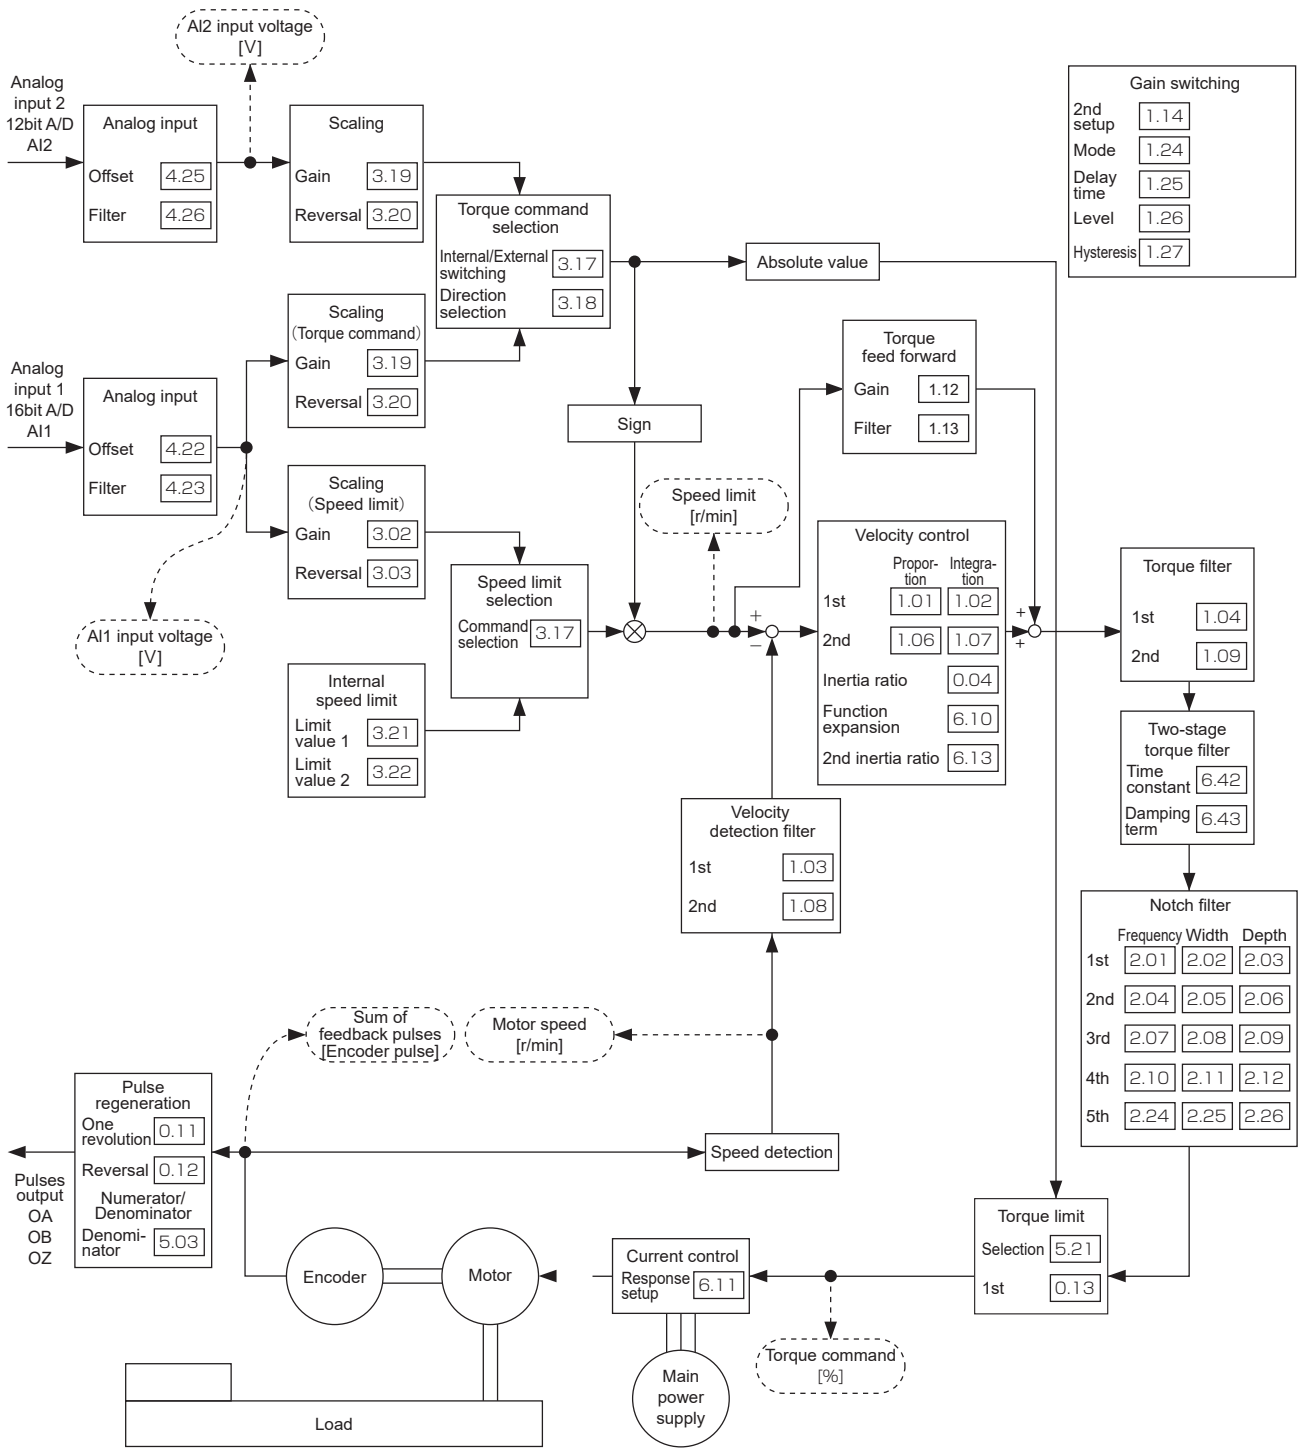 AI2 input voltage
[V]
Analog
input 2
12bit A/D
AI2
Analog input
Offset 4.25
Filter 4.26
Scaling
Gain 3.19
Reversal 3.20
Torque command
selection
Internal/External
switching 3.17
Direction
selection 3.18
Absolute value
Gain switching
2nd
setup 1.14
Mode 1.24
Delay
time 1.25
Level 1.26
Hysteresis 1.27
Analog
input 1
16bit A/D
AI1
Analog input
Offset 4.22
Filter 4.23
Scaling
(Torque command)
Gain 3.19
Reversal 3.20
Scaling
(Speed limit)
Gain 3.02
Reversal 3.03
AI1 input voltage
[V]
Sign
Torque
feed forward
Gain 1.12
Filter 1.13
Speed limit
[r/min]
Speed limit
selection
Command
selection 3.17
Internal
speed limit
Limit
value 1 3.21
Limit
value 2 3.22
+
−
Velocity control
Propor-
tion
Integra-
tion
1st 1.01 1.02
2nd 1.06 1.07
Inertia ratio 0.04
Function
expansion 6.10
2nd inertia ratio 6.13
+
+
Torque filter
1st 1.04
2nd 1.09
Two-stage
torque filter
Time
constant 6.42
Damping
term 6.43
Velocity
detection filter
1st 1.03
2nd 1.08
Notch filter
Frequency Width Depth
1st 2.01 2.02 2.03
2nd 2.04 2.05 2.06
3rd 2.07 2.08 2.09
4th 2.10 2.11 2.12
5th 2.24 2.25 2.26
Sum of
feedback pulses
[Encoder pulse]
Motor speed
[r/min]
Pulse
regeneration
One
revolution 0.11
Reversal 0.12
Numerator/
Denominator
Denomi-
nator 5.03
Pulses
output
OA
OB
OZ
Speed detection
Encoder
Motor
Load
Current control
Response
setup 6.11
Main
power
supply
Torque command
[%]
Torque limit
Selection 5.21
1st 0.13